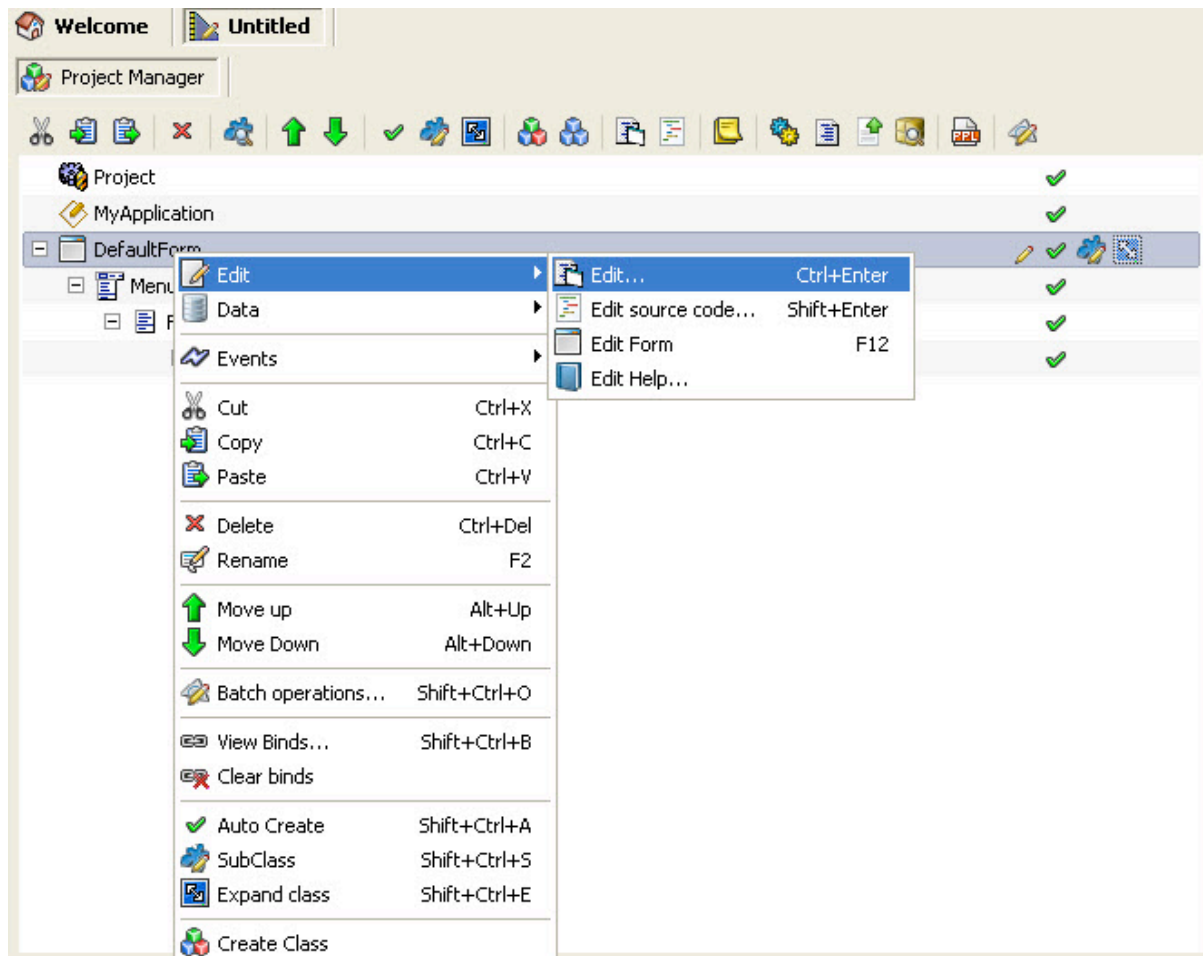 Welcome Untitled
Project Manager
PPL
Project
MyApplication
DefaultForm
Menu
F
Edit
Data
Events
Cut Ctrl+X
Copy Ctrl+C
Paste Ctrl+V
Delete Ctrl+Del
Rename F2
Move up Alt+Up
Move Down Alt+Down
Batch operations... Shift+Ctrl+O
View Binds... Shift+Ctrl+B
Clear binds
Auto Create Shift+Ctrl+A
SubClass Shift+Ctrl+S
Expand class Shift+Ctrl+E
Create Class
Edit... Ctrl+Enter
Edit source code... Shift+Enter
Edit Form F12
Edit Help...